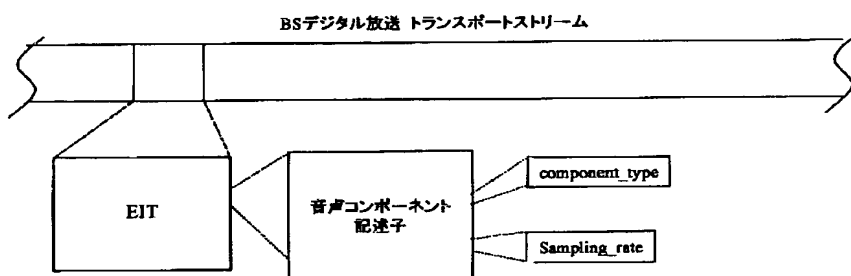 BSデジタル放送 トランスポートストリーム
EIT
音声コンポーネント
記述子
component_type
Sampling_rate